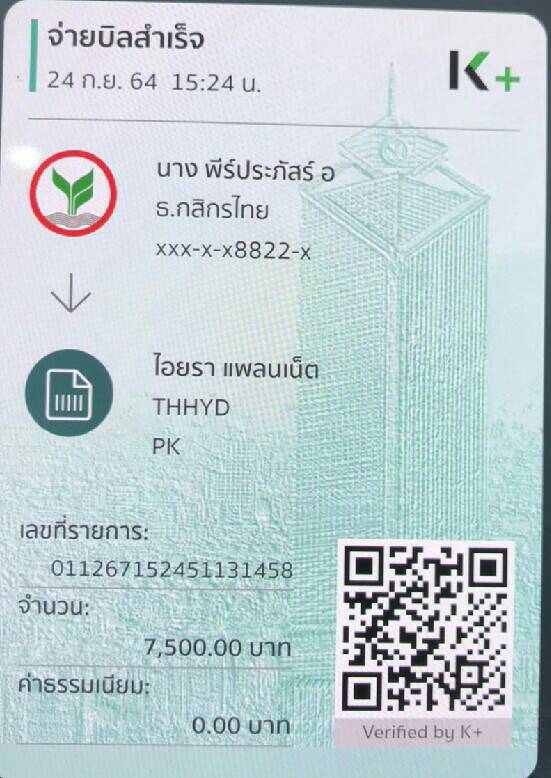 จ่ายบิลสำเร็จ
24 ก.ย. 64 15:24 น.
K+
นาง พีร์ประภัสร์ อ
ธ.กสิกรไทย
xxx-x-x8822-x
ไอยรา แพลนเน็ต
THHYD
PK
เลขที่รายการ:
011267152451131458
จำนวน:
7,500.00 บาท
ค่าธรรมเนียม:
0.00 บาท
Verified by K+